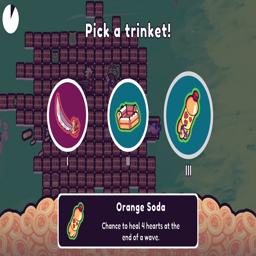 Pick a trinket!
I
II
III
Orange Soda
Chance to heal 4 hearts at the
end of a wave.